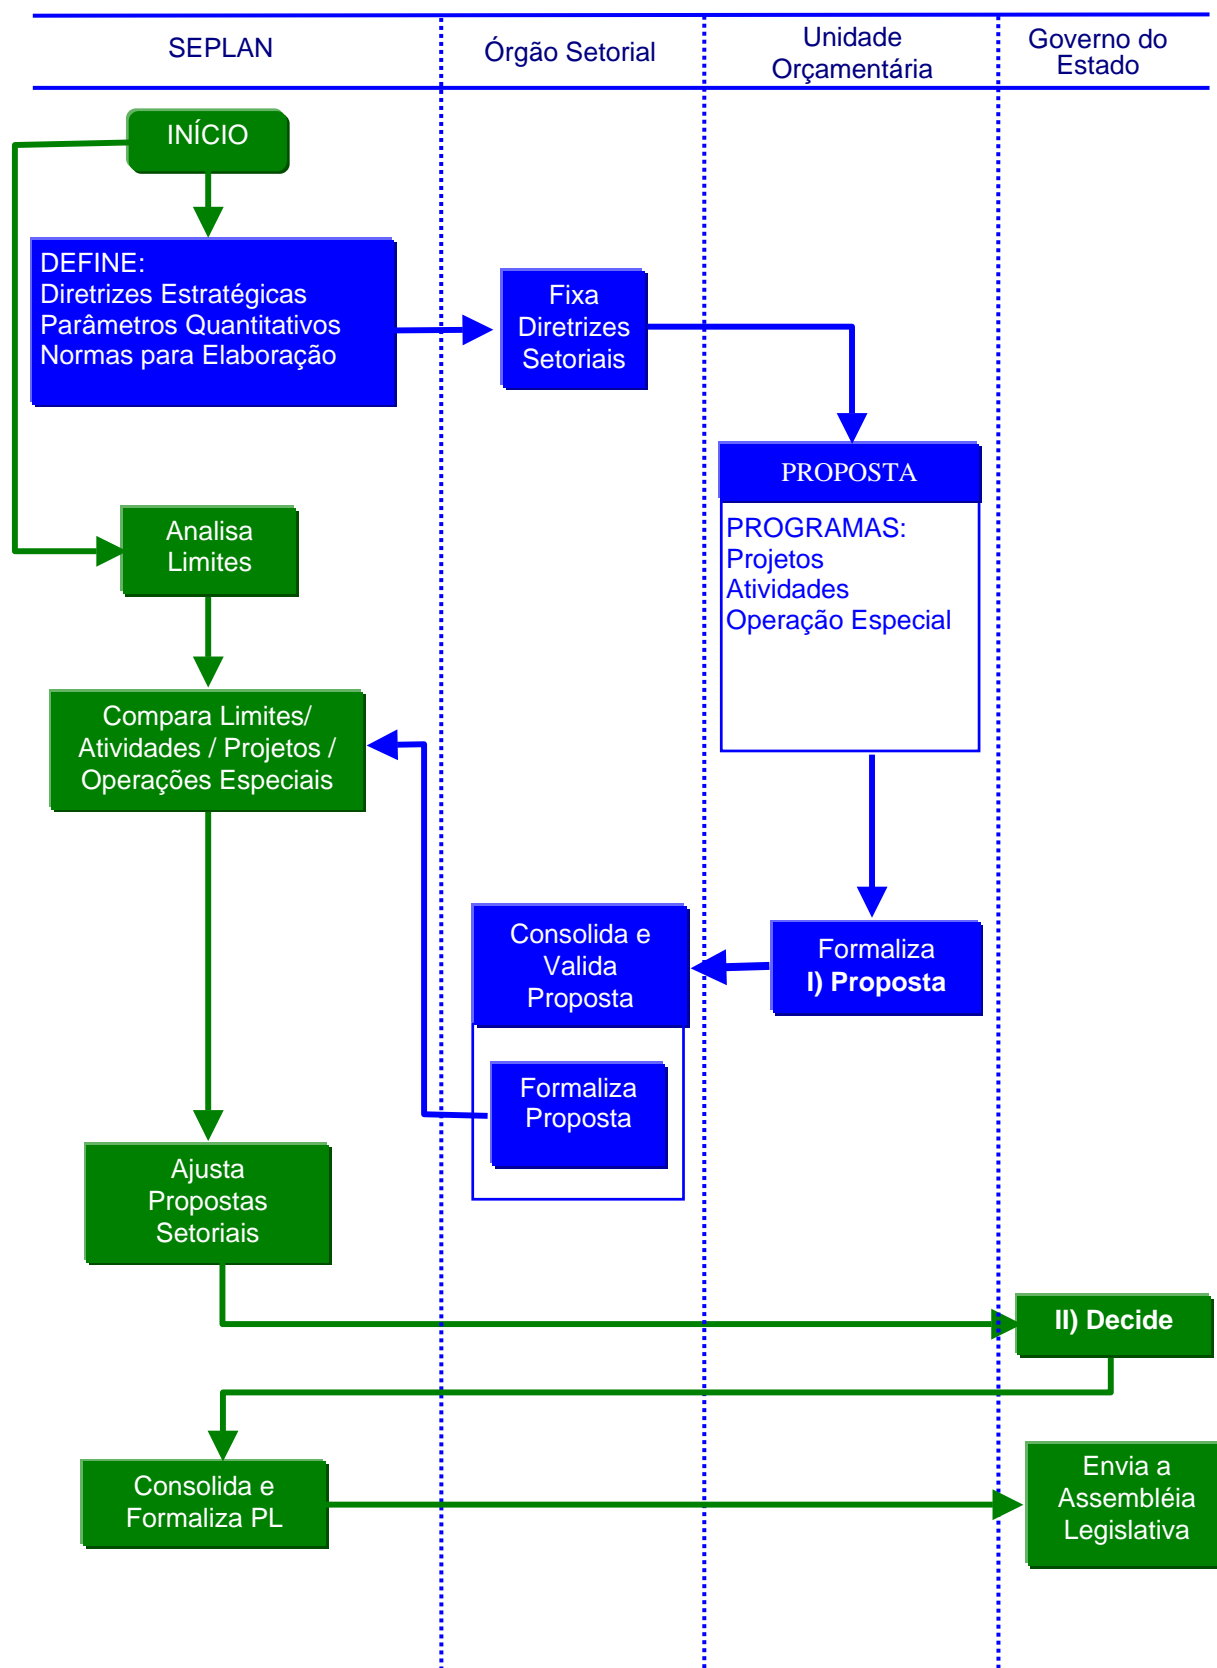 SEPLAN
Órgão Setorial
Unidade
Orçamentária
Governo do
Estado
INÍCIO
DEFINE:
Diretrizes Estratégicas
Parâmetros Quantitativos
Normas para Elaboração
Fixa
Diretrizes
Setoriais
PROPOSTA
PROGRAMAS:
Projetos
Atividades
Operação Especial
Analisa
Limites
Compara Limites/
Atividades / Projetos /
Operações Especiais
Consolida e
Valida
Proposta
Formaliza
I) Proposta
Formaliza
Proposta
Ajusta
Propostas
Setoriais
II) Decide
Consolida e
Formaliza PL
Envia a
Assembléia
Legislativa